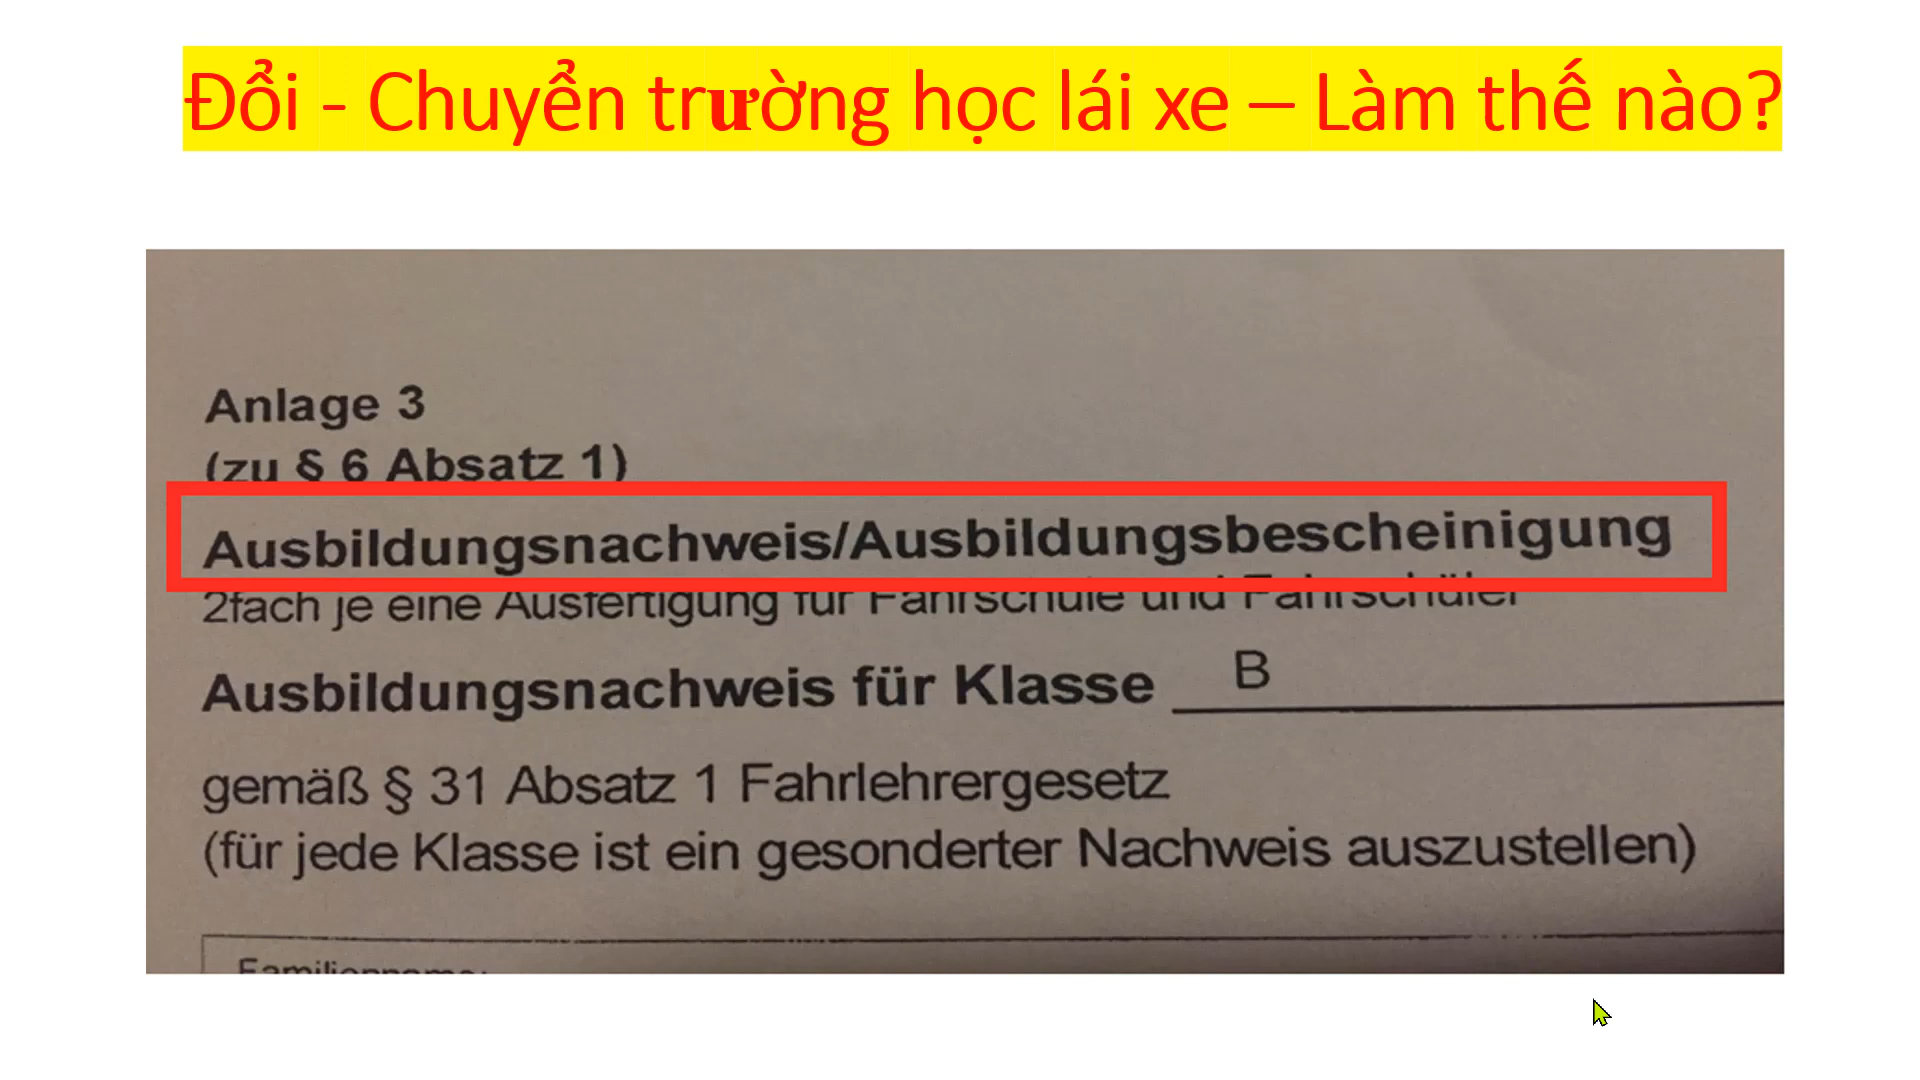 Đổi - Chuyển trường học lái xe – Làm thế nào?
Anlage 3
(zu § 6 Absatz 1)
Ausbildungsnachweis/Ausbildungsbescheinigung
2fach je eine Ausfertigung für Fahrschule und Fahrschüler
Ausbildungsnachweis für Klasse B
gemäß § 31 Absatz 1 Fahrlehrergesetz
(für jede Klasse ist ein gesonderter Nachweis auszustellen)
Familienname: